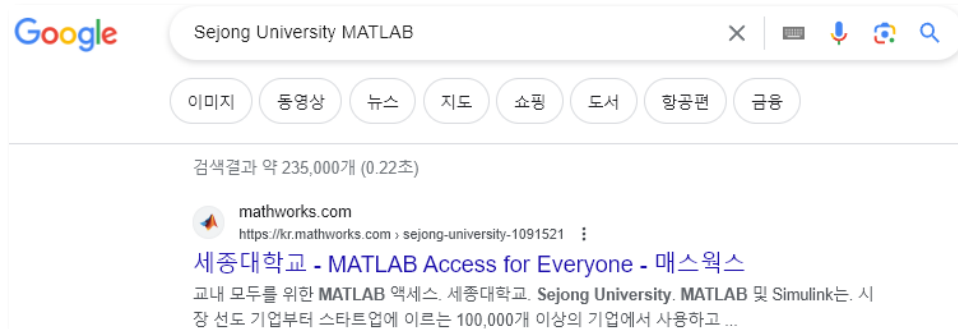 Google
Sejong University MATLAB
이미지 동영상 뉴스 지도 쇼핑 도서 항공편 금융
검색결과 약 235,000개 (0.22초)
mathworks.com
https://kr.mathworks.com › sejong-university-1091521
세종대학교 - MATLAB Access for Everyone - 매스웍스
교내 모두를 위한 MATLAB 액세스. 세종대학교. Sejong University. MATLAB 및 Simulink는. 시
장 선도 기업부터 스타트업에 이르는 100,000개 이상의 기업에서 사용하고 ...